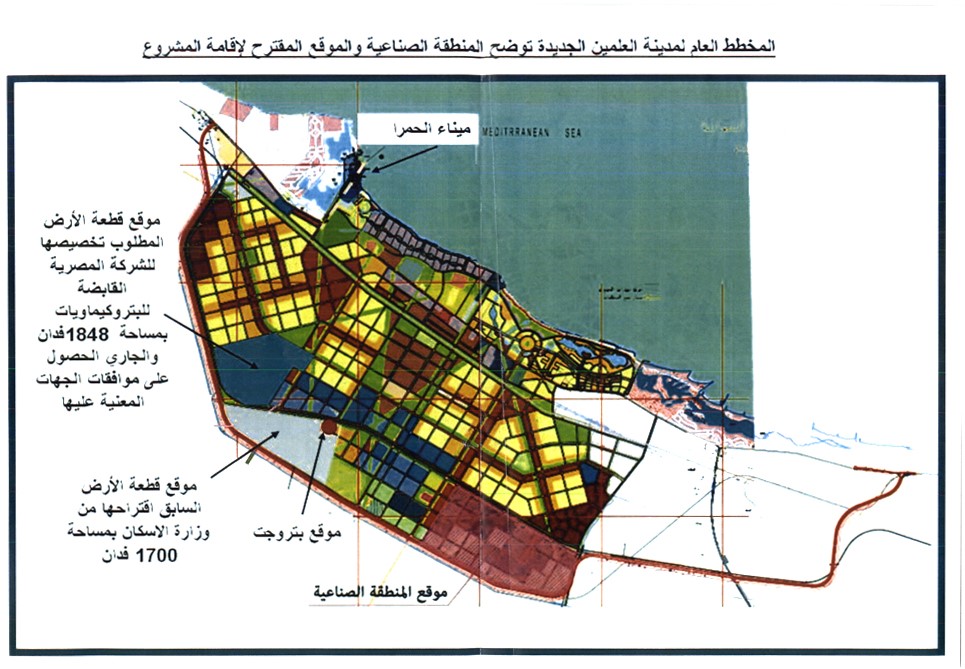 المخطط العام لمدينة العلمين الجديدة توضح المنطقة الصناعية والموقع المقترح لإقامة المشروع
ميناء الحمرا
MEDITRRANEAN SEA
موقع قطعة الأرض
المطلوب تخصيصها
للشركة المصرية
القابضة
للبتروكيماويات
بمساحة 1848فدان
والجاري الحصول
على موافقات الجهات
المعنية عليها
موقع قطعة الأرض
السابق اقتراحها من
وزارة الاسكان بمساحة
1700 فدان
موقع بتروجت
موقع المنطقة الصناعية